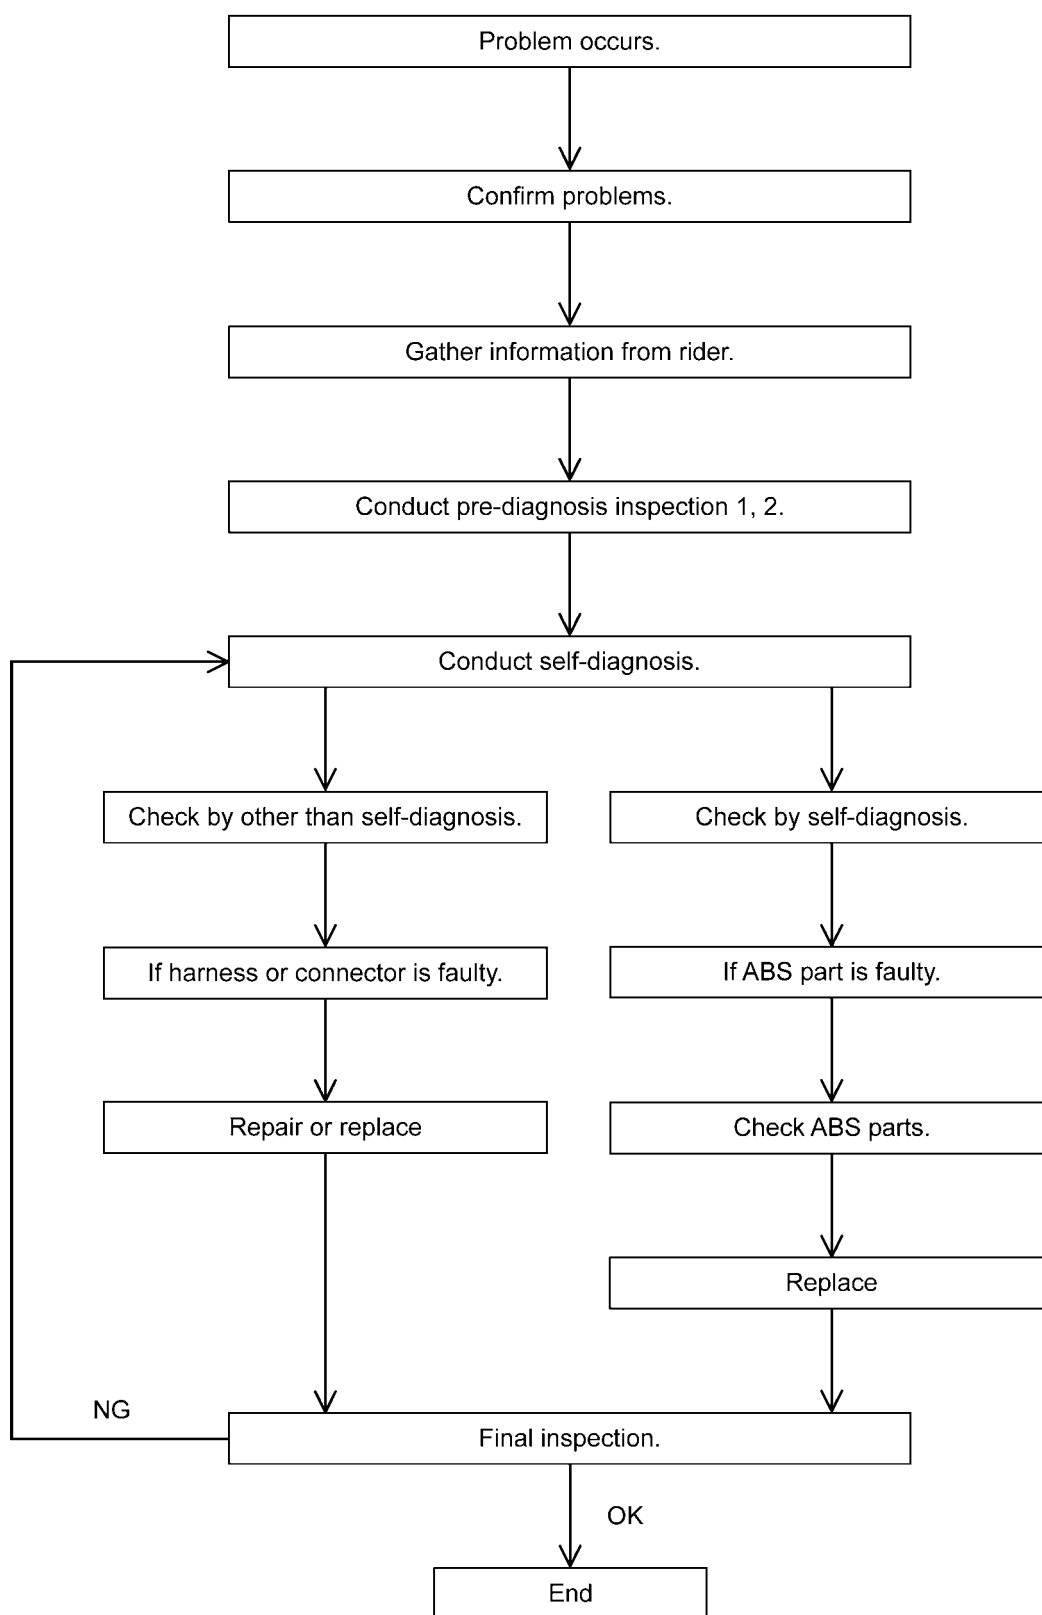 Problem occurs.
Confirm problems.
Gather information from rider.
Conduct pre-diagnosis inspection 1, 2.
Conduct self-diagnosis.
Check by other than self-diagnosis.
Check by self-diagnosis.
If harness or connector is faulty.
If ABS part is faulty.
Repair or replace
Check ABS parts.
Replace
NG
Final inspection.
OK
End